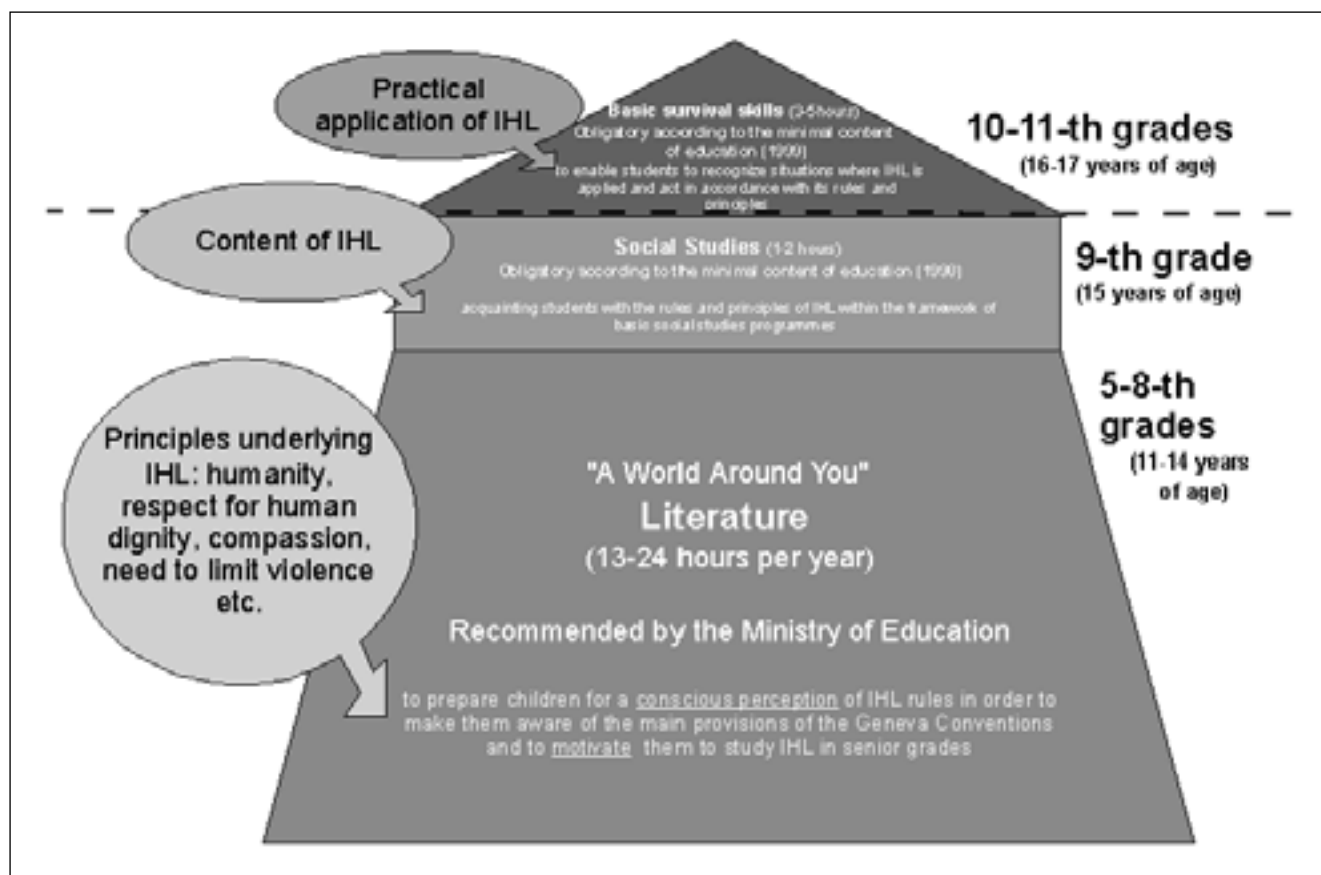 Practical
application of IHL
Basic survival skills (3-5 hours)
Obligatory according to the minimal content
of education (1999)
to enable students to recognize situations where IHL is
applied and act in accordance with its rules and
principles
10-11-th grades
(16-17 years of age)
Content of IHL
Social Studies (1-2 hours)
Obligatory according to the minimal content of education (1999)
acquainting students with the rules and principles of IHL within the framework of
basic social studies programmes
9-th grade
(15 years of age)
5-8-th
grades
(11-14 years
of age)
Principles underlying
IHL: humanity,
respect for human
dignity, compassion,
need to limit violence
etc.
"A World Around You"
Literature
(13-24 hours per year)
Recommended by the Ministry of Education
to prepare children for a conscious perception of IHL rules in order to
make them aware of the main provisions of the Geneva Conventions
and to motivate them to study IHL in senior grades